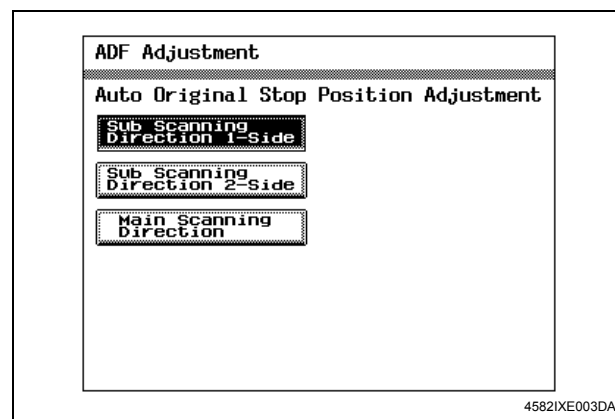 ADF Adjustment
Auto Original Stop Position Adjustment
Sub Scanning
Direction 1-Side
Sub Scanning
Direction 2-Side
Main Scanning
Direction
4582IXE003DA